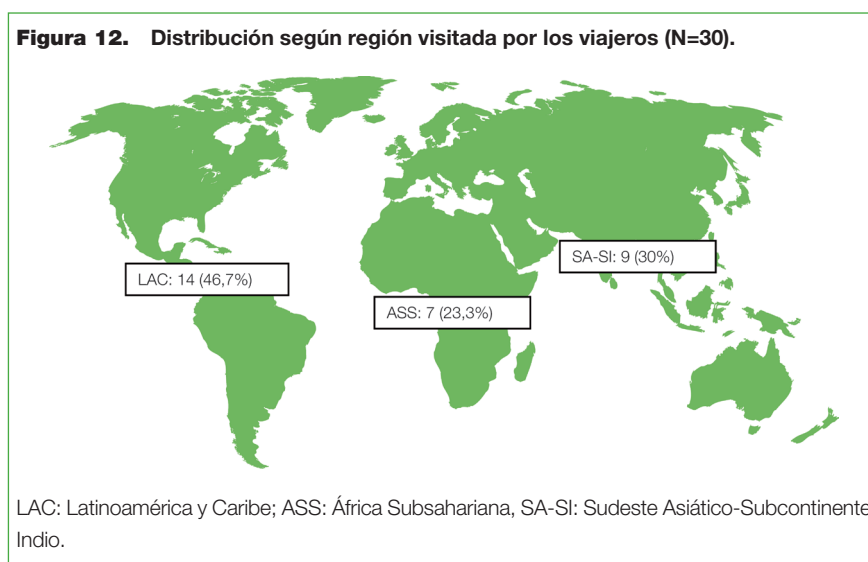 Figura 12. Distribución según región visitada por los viajeros (N=30).
SA-SI: 9 (30%)
LAC: 14 (46,7%)
ASS: 7 (23,3%)
LAC: Latinoamérica y Caribe; ASS: África Subsahariana, SA-SI: Sudeste Asiático-Subcontinente
Indio.